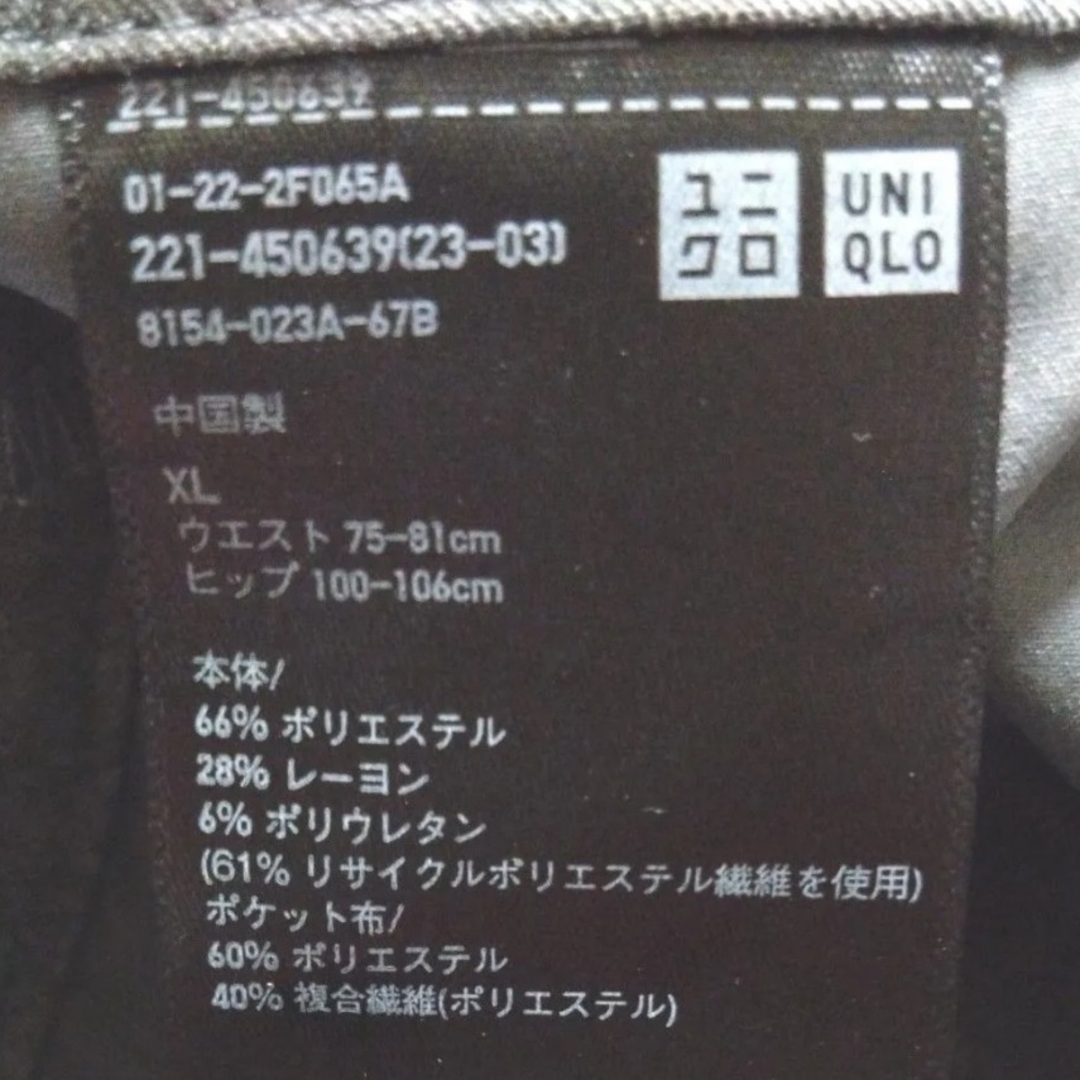 221-450639
01-22-2F065A
221-450639(23-03)
8154-023A-67B
ユニ
クロ
UNI
QLO
中国製
XL
ウエスト 75-81cm
ヒップ 100-106cm
本体/
66% ポリエステル
28% レーヨン
6% ポリウレタン
(61% リサイクルポリエステル繊維を使用)
ポケット布/
60% ポリエステル
40% 複合繊維(ポリエステル)